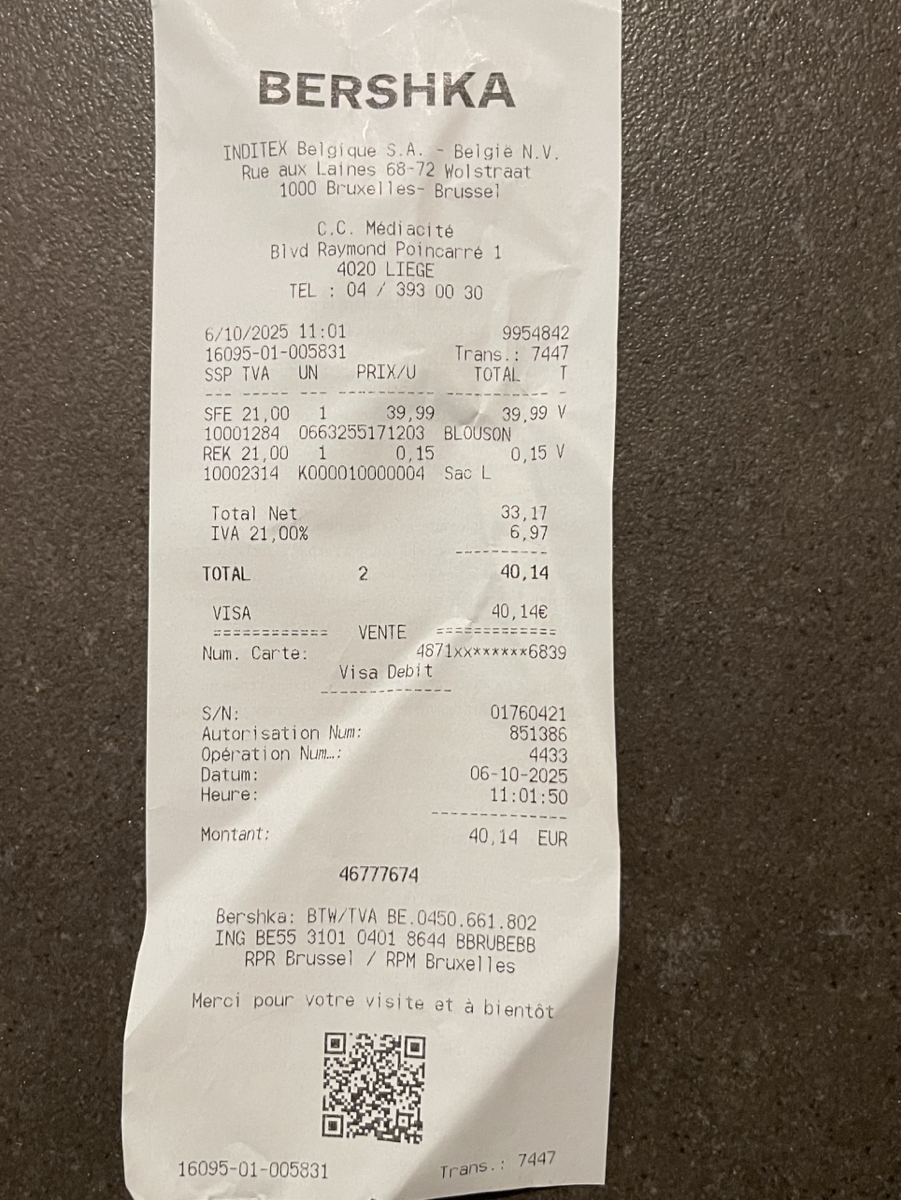 BERSHKA
INDITEX Belgique S.A. - België N.V.
Rue aux Laines 68-72 Wolstraat
1000 Bruxelles- Brussel
C.C. Médiacité
Blvd Raymond Poincarré 1
4020 LIEGE
TEL : 04 / 393 00 30
6/10/2025 11:01 9954842
16095-01-005831 Trans.: 7447
SSP TVA UN PRIX/U TOTAL T
--- ----- --- ---------- ---------- -
SFE 21,00 1 39,99 39,99 V
10001284 0663255171203 BLOUSON
REK 21,00 1 0,15 0,15 V
10002314 K000010000004 Sac L
Total Net 33,17
IVA 21,00% 6,97
----------
TOTAL 2 40,14
VISA 40,14€
============ VENTE =============
Num. Carte: 4871xx*******6839
Visa Debit
--------------
S/N: 01760421
Autorisation Num: 851386
Opération Num…: 4433
Datum: 06-10-2025
Heure: 11:01:50
--------------
Montant: 40,14 EUR
46777674
Bershka: BTW/TVA BE.0450.661.802
ING BE55 3101 0401 8644 BBRUBEBB
RPR Brussel / RPM Bruxelles
Merci pour votre visite et à bientôt
16095-01-005831 Trans.: 7447